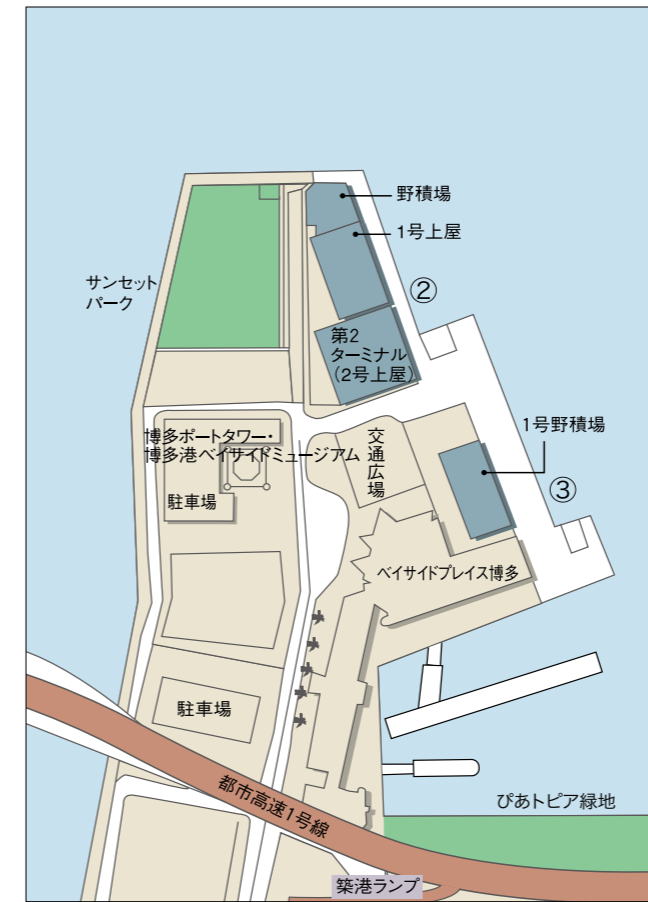 野積場
1号上屋
サンセット
パーク
②
第2
ターミナル
（2号上屋）
1号野積場
博多ポートタワー・
博多港ベイサイドミュージアム
交通広場
駐車場
③
ベイサイドプレイス博多
駐車場
都市高速1号線
ぴあトピア緑地
築港ランプ